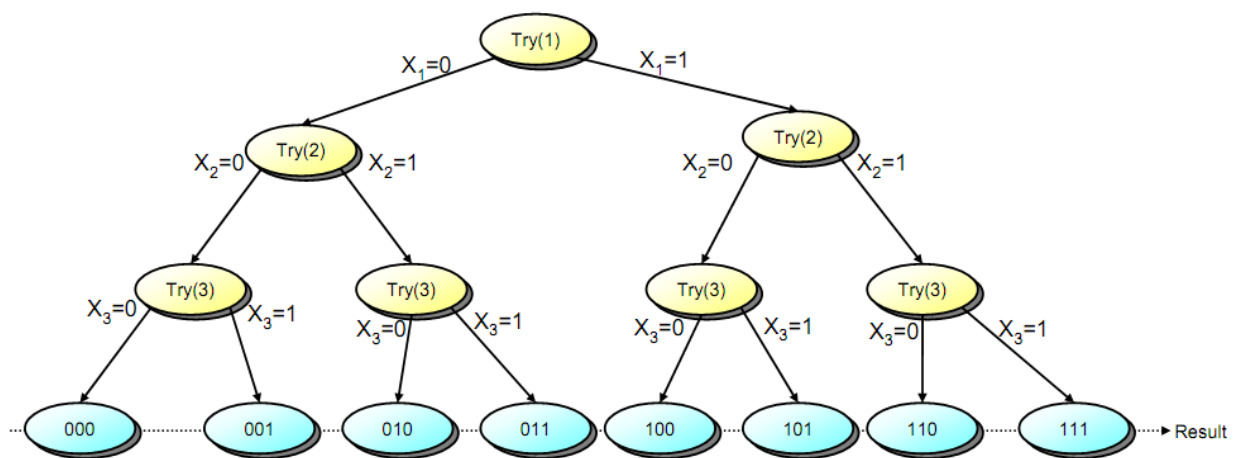 Try(1)
X₁=0
X₁=1
Try(2)
Try(2)
X₂=0
X₂=1
X₂=0
X₂=1
Try(3)
Try(3)
Try(3)
Try(3)
X₃=0
X₃=1
X₃=0
X₃=1
X₃=0
X₃=1
X₃=0
X₃=1
000
001
010
011
100
101
110
111
Result